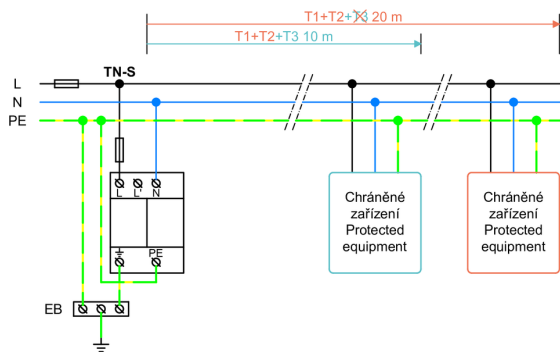 T1+T2+T3 20 m
T1+T2+T3 10 m
TN-S
L
N
PE
L L' N
Chráněné
zařízení
Protected
equipment
Chráněné
zařízení
Protected
equipment
PE
EB